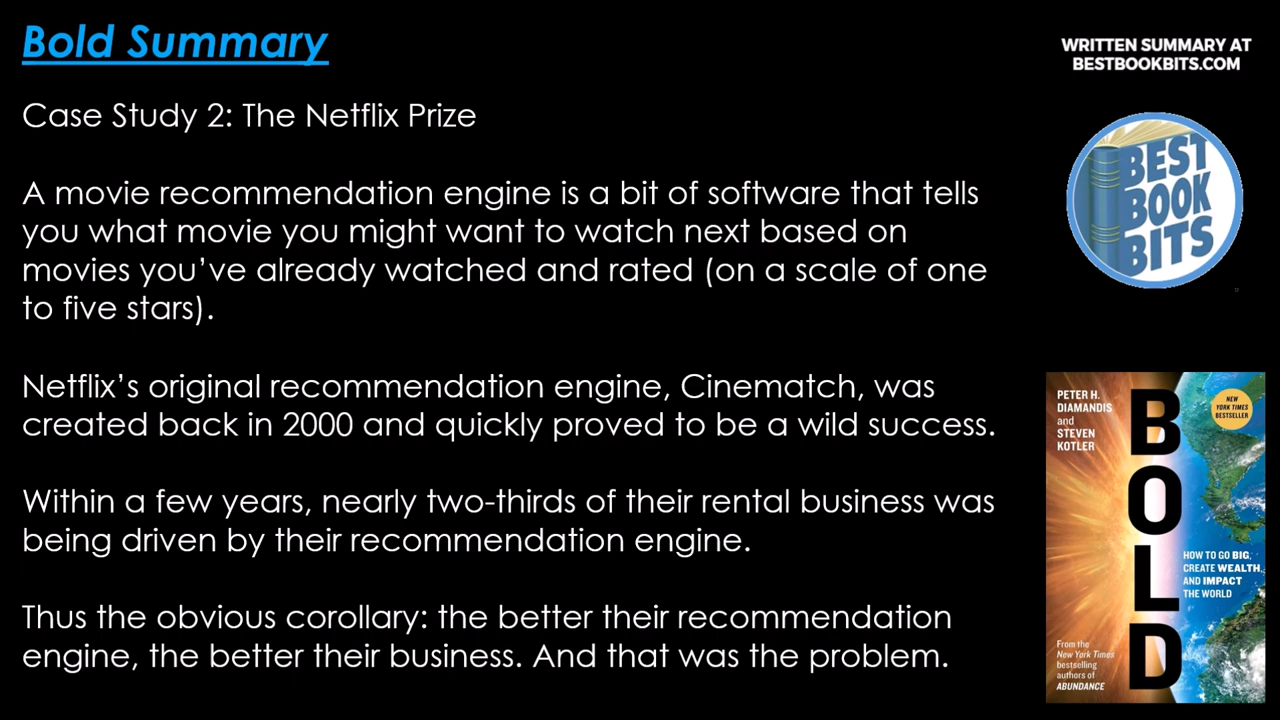 Bold Summary
WRITTEN SUMMARY AT
BESTBOOKBITS.COM
Case Study 2: The Netflix Prize
A movie recommendation engine is a bit of software that tells
you what movie you might want to watch next based on
movies you’ve already watched and rated (on a scale of one
to five stars).
Netflix’s original recommendation engine, Cinematch, was
created back in 2000 and quickly proved to be a wild success.
Within a few years, nearly two-thirds of their rental business was
being driven by their recommendation engine.
Thus the obvious corollary: the better their recommendation
engine, the better their business. And that was the problem.
BEST
BOOK
BITS
PETER H.
DIAMANDIS
and
STEVEN
KOTLER
BOLD
NEW
YORK TIMES
BESTSELLER
HOW TO GO BIG,
CREATE WEALTH,
AND IMPACT
THE WORLD
From the
New York Times
bestselling
authors of
ABUNDANCE